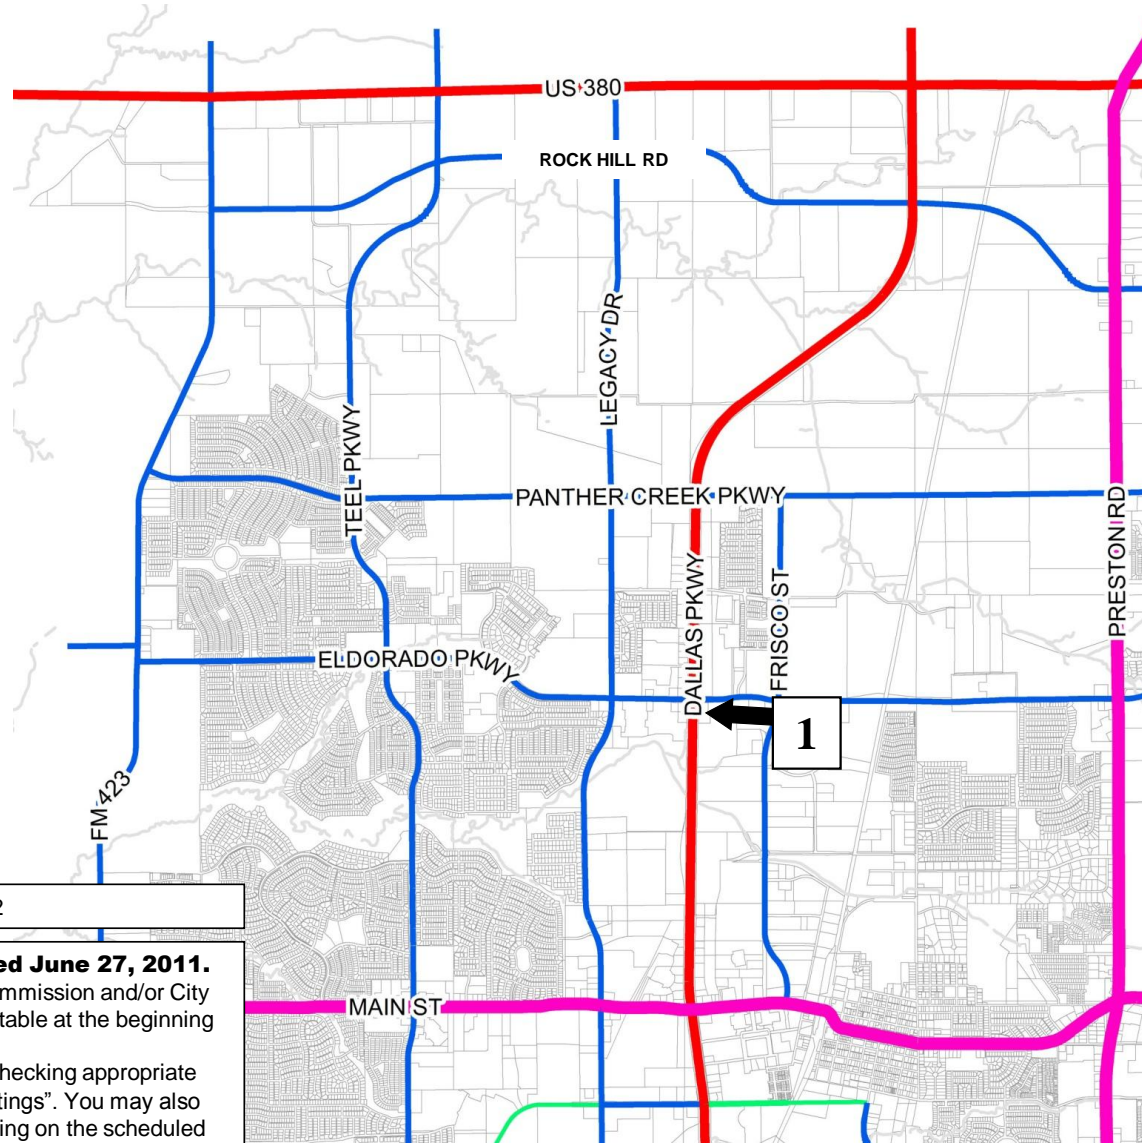 US 380
ROCK HILL RD
LEGACY DR
TEEL PKWY
PANTHER CREEK PKWY
PRESTON RD
DALLAS PKWY
FRISCO ST
ELDORADO PKWY
1
FM 423
2
ed June 27, 2011.
mmission and/or City
table at the beginning
MAIN ST
hecking appropriate
tings”. You may also
ing on the scheduled